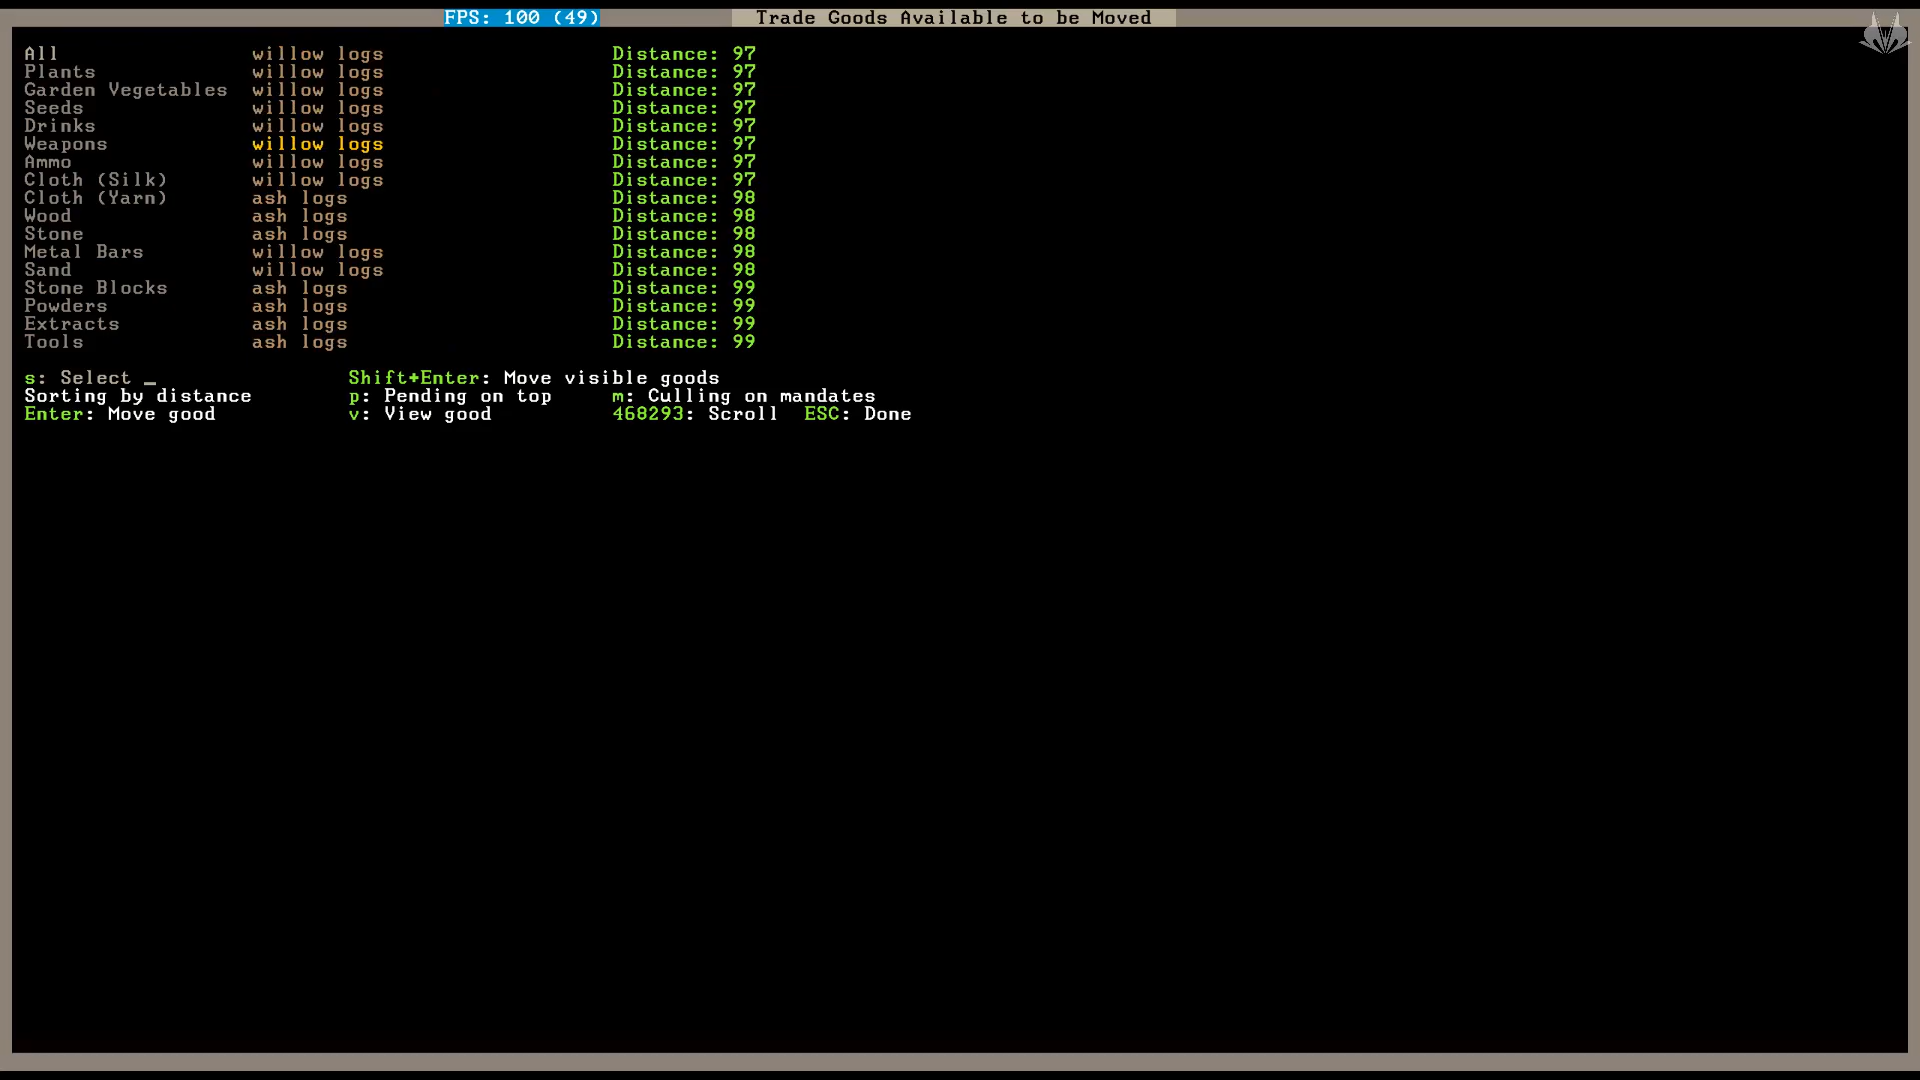 FPS: 100 (49) Trade Goods Available to be Moved
All willow logs Distance: 97
Plants willow logs Distance: 97
Garden Vegetables willow logs Distance: 97
Seeds willow logs Distance: 97
Drinks willow logs Distance: 97
Weapons willow logs Distance: 97
Ammo willow logs Distance: 97
Cloth (Silk) willow logs Distance: 97
Cloth (Yarn) ash logs Distance: 98
Wood ash logs Distance: 98
Stone ash logs Distance: 98
Metal Bars willow logs Distance: 98
Sand willow logs Distance: 98
Stone Blocks ash logs Distance: 99
Powders ash logs Distance: 99
Extracts ash logs Distance: 99
Tools ash logs Distance: 99
s: Select _ Shift+Enter: Move visible goods
Sorting by distance p: Pending on top m: Culling on mandates
Enter: Move good v: View good 468293: Scroll ESC: Done